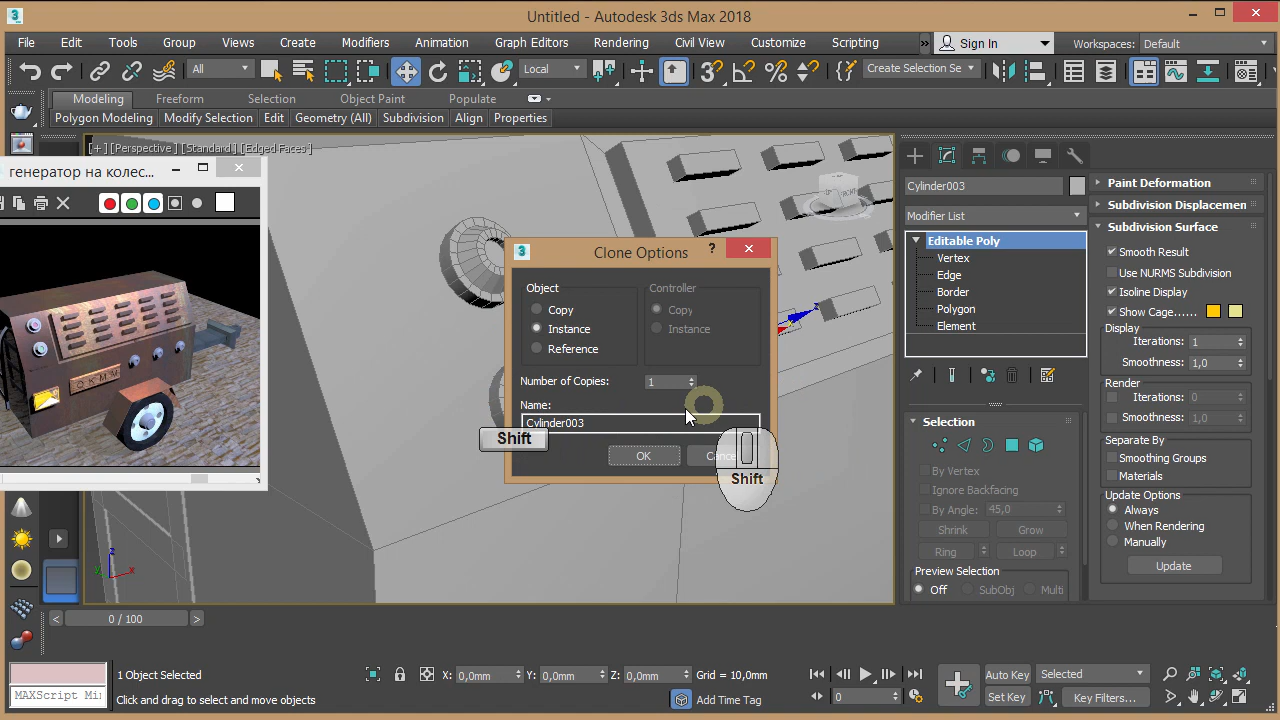 Untitled - Autodesk 3ds Max 2018
File Edit Tools Group Views Create Modifiers Animation Graph Editors Rendering Civil View Customize Scripting » Sign In Workspaces: Default
All Local Create Selection Se
Modeling Freeform Selection Object Paint Populate
Polygon Modeling Modify Selection Edit Geometry (All) Subdivision Align Properties
[+] [Perspective] [Standard] [Edged Faces]
генератор на колес...
Clone Options
Object
Copy
Instance
Reference
Controller
Copy
Instance
Number of Copies: 1
Name:
Cylinder003
OK
Shift
Shift
Cylinder003
Modifier List
Editable Poly
Vertex
Edge
Border
Polygon
Element
Selection
By Vertex
Ignore Backfacing
By Angle: 45,0
Shrink Grow
Ring Loop
Preview Selection
Off SubObj Multi
Paint Deformation
Subdivision Displacemen
Subdivision Surface
Smooth Result
Use NURMS Subdivision
Isoline Display
Show Cage......
Display
Iterations: 1
Smoothness: 1,0
Render
Iterations: 0
Smoothness: 1,0
Separate By
Smoothing Groups
Materials
Update Options
Always
When Rendering
Manually
Update
z
x
y
0 / 100
1 Object Selected
X: 0,0mm Y: 0,0mm Z: 0,0mm Grid = 10,0mm
Auto Key Selected
MAXScript Mi
Click and drag to select and move objects
Add Time Tag
0
Set Key Key Filters...